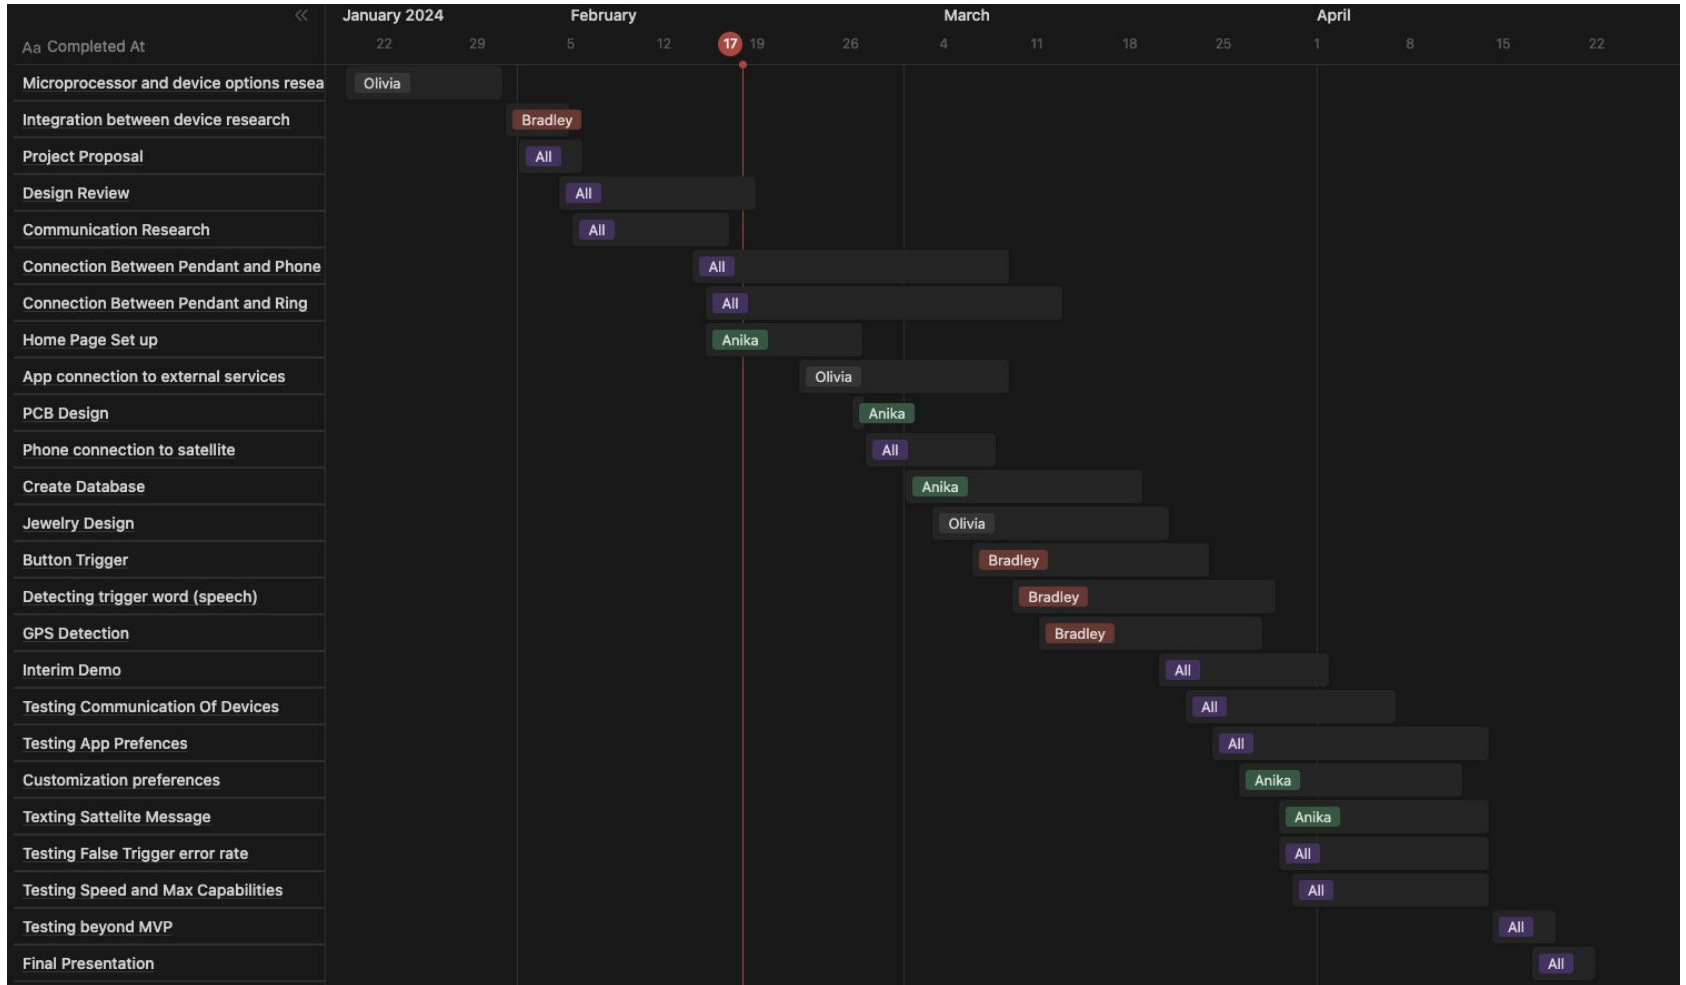 January 2024 February March April
Aa Completed At 22 29 5 12 17 19 26 4 11 18 25 1 8 15 22
Microprocessor and device options resea Olivia
Integration between device research Bradley
Project Proposal All
Design Review All
Communication Research All
Connection Between Pendant and Phone All
Connection Between Pendant and Ring All
Home Page Set up Anika
App connection to external services Olivia
PCB Design Anika
Phone connection to satellite All
Create Database Anika
Jewelry Design Olivia
Button Trigger Bradley
Detecting trigger word (speech) Bradley
GPS Detection Bradley
Interim Demo All
Testing Communication Of Devices All
Testing App Prefences All
Customization preferences Anika
Texting Sattelite Message Anika
Testing False Trigger error rate All
Testing Speed and Max Capabilities All
Testing beyond MVP All
Final Presentation All